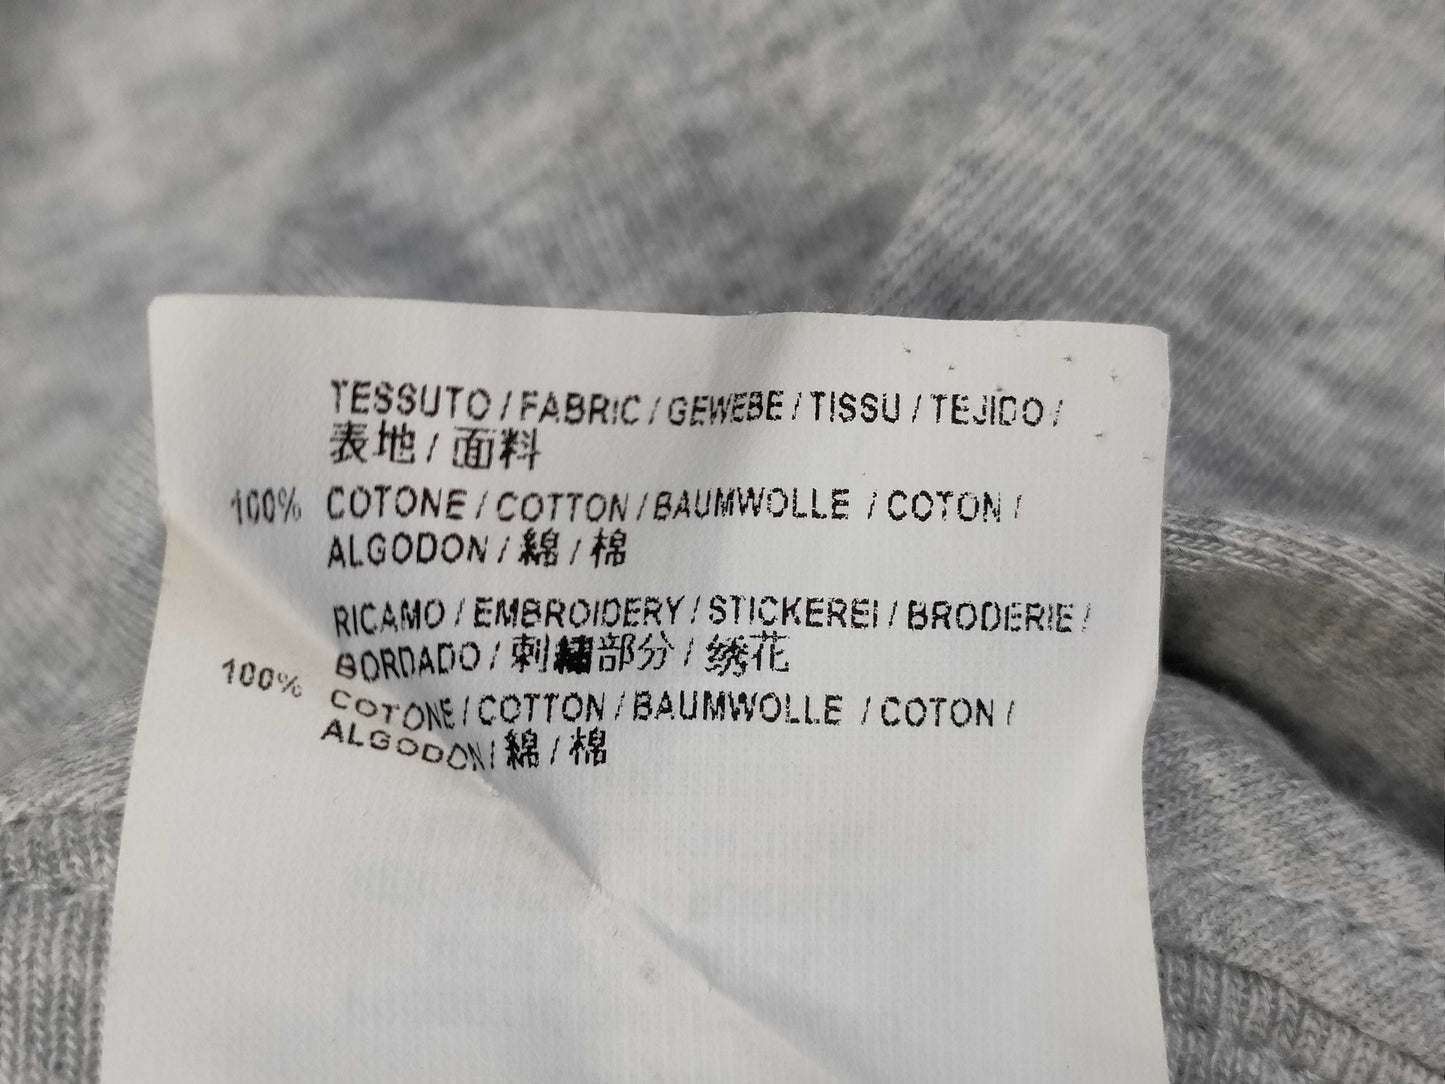 TESSUTO / FABRIC / GEWEBE / TISSU / TEJIDO /
表地 / 面料
100% COTONE / COTTON / BAUMWOLLE / COTON /
ALGODON / 綿 / 棉
RICAMO / EMBROIDERY / STICKEREI / BRODERIE /
BORDADO / 刺繍部分 / 绣花
100% COTONE / COTTON / BAUMWOLLE / COTON /
ALGODON / 綿 / 棉